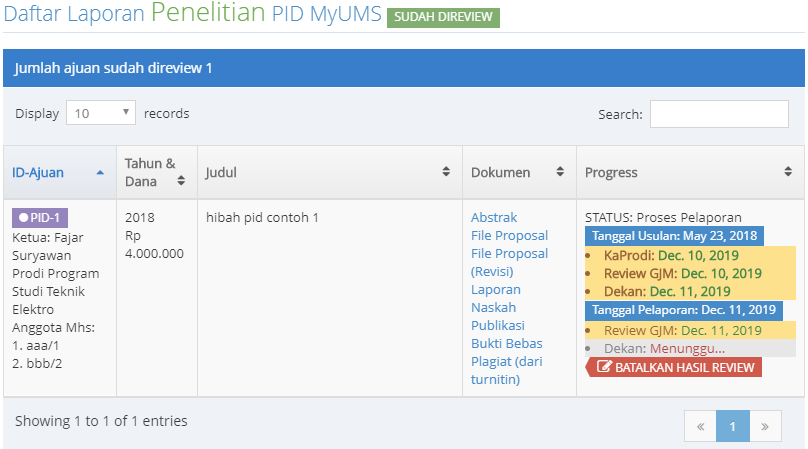 Daftar Laporan Penelitian PID MyUMS SUDAH DIREVIEW
Jumlah ajuan sudah direview 1
Display 10 records
Search:
ID-Ajuan
Tahun &
Dana
Judul
Dokumen
Progress
PID-1
Ketua: Fajar
Suryawan
Prodi Program
Studi Teknik
Elektro
Anggota Mhs:
1. aaa/1
2. bbb/2
2018
Rp
4.000.000
hibah pid contoh 1
Abstrak
File Proposal
File Proposal
(Revisi)
Laporan
Naskah
Publikasi
Bukti Bebas
Plagiat (dari
turnitin)
STATUS: Proses Pelaporan
Tanggal Usulan: May 23, 2018
• KaProdi: Dec. 10, 2019
• Review GJM: Dec. 10, 2019
• Dekan: Dec. 11, 2019
Tanggal Pelaporan: Dec. 11, 2019
• Review GJM: Dec. 11, 2019
• Dekan: Menunggu...
BATALKAN HASIL REVIEW
Showing 1 to 1 of 1 entries
« 1 »